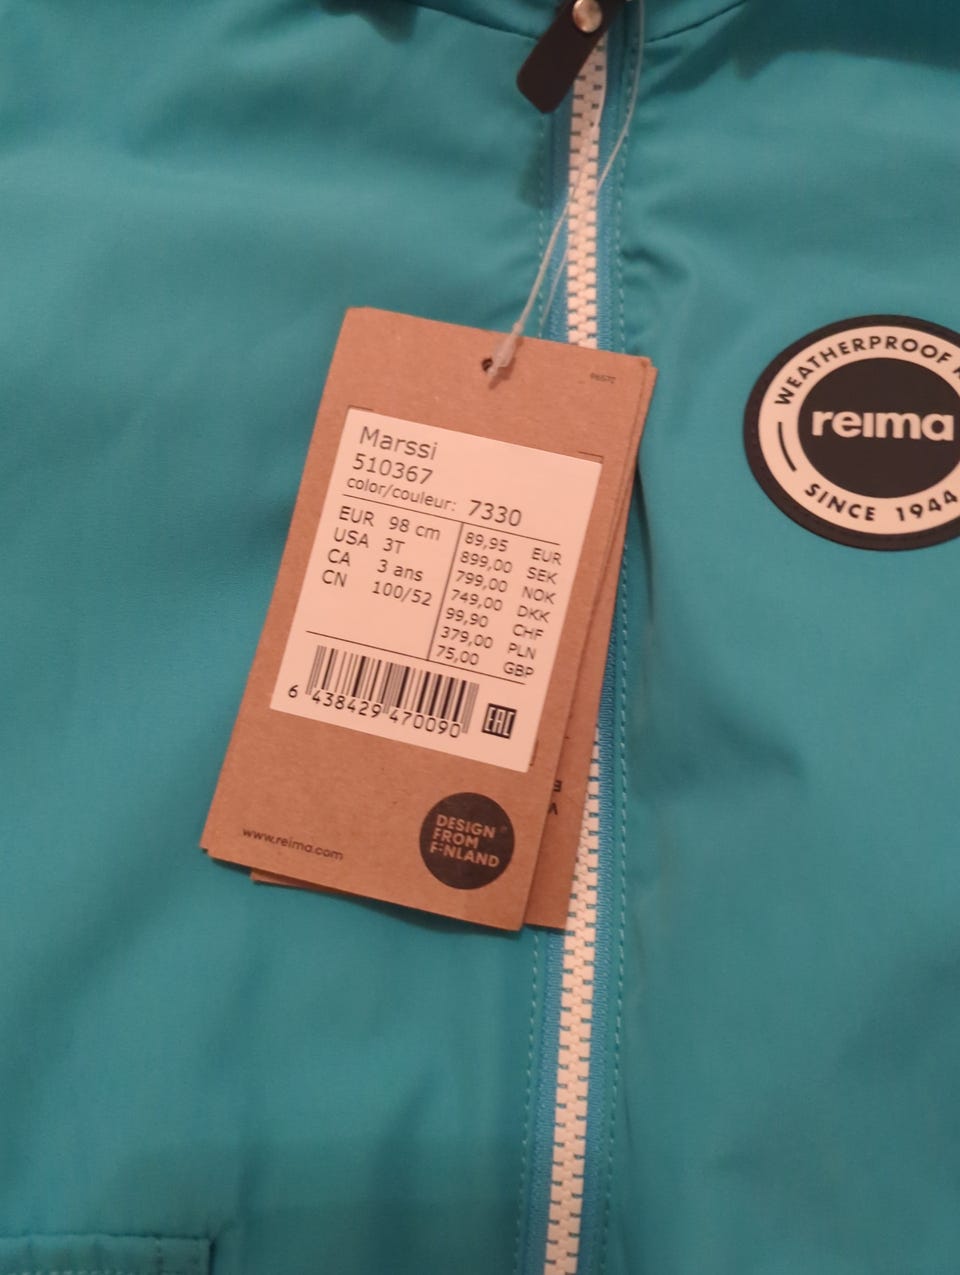 Marssi
510367
color/couleur: 7330
EUR 98 cm
USA 3T
CA 3 ans
CN 100/52
89,95 EUR
899,00 SEK
799,00 NOK
749,00 DKK
99,90 CHF
379,00 PLN
75,00 GBP
6 438429 470090
EAC
www.reima.com
DESIGN
FROM
F:NLAND
WEATHERPROOF
reima
SINCE 1944